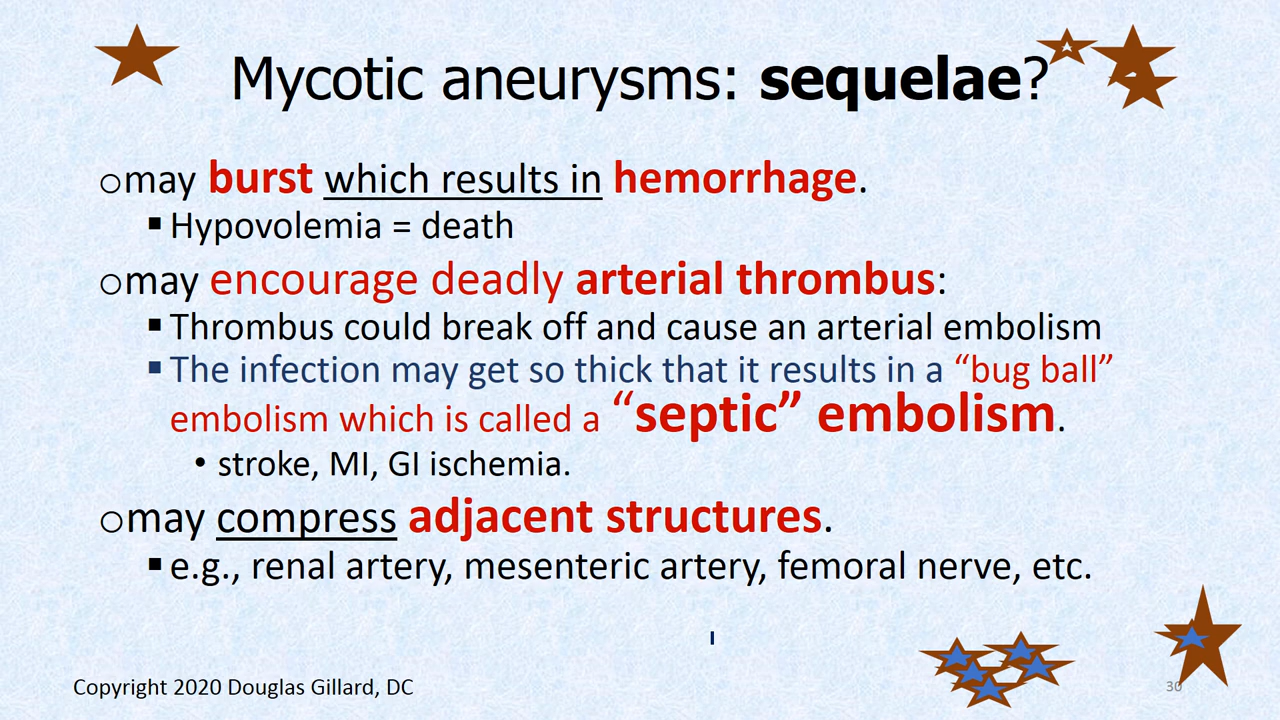 Mycotic aneurysms: sequelae?
omay burst which results in hemorrhage.
▪ Hypovolemia = death
omay encourage deadly arterial thrombus:
▪ Thrombus could break off and cause an arterial embolism
▪ The infection may get so thick that it results in a “bug ball”
embolism which is called a “septic” embolism.
• stroke, MI, GI ischemia.
omay compress adjacent structures.
▪ e.g., renal artery, mesenteric artery, femoral nerve, etc.
Copyright 2020 Douglas Gillard, DC
30